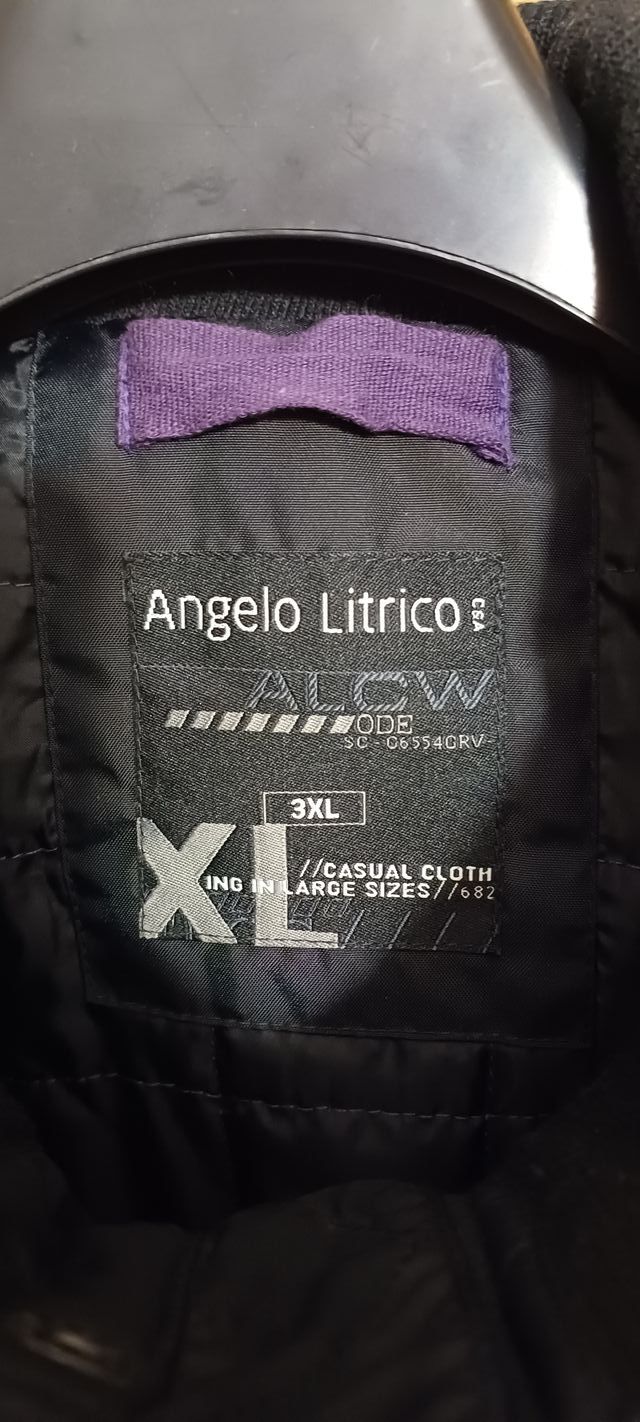 Angelo Litrico C&A
ALCW
ODE
SC - C6554GRV
3XL
XL
//CASUAL CLOTH
ING IN LARGE SIZES//682